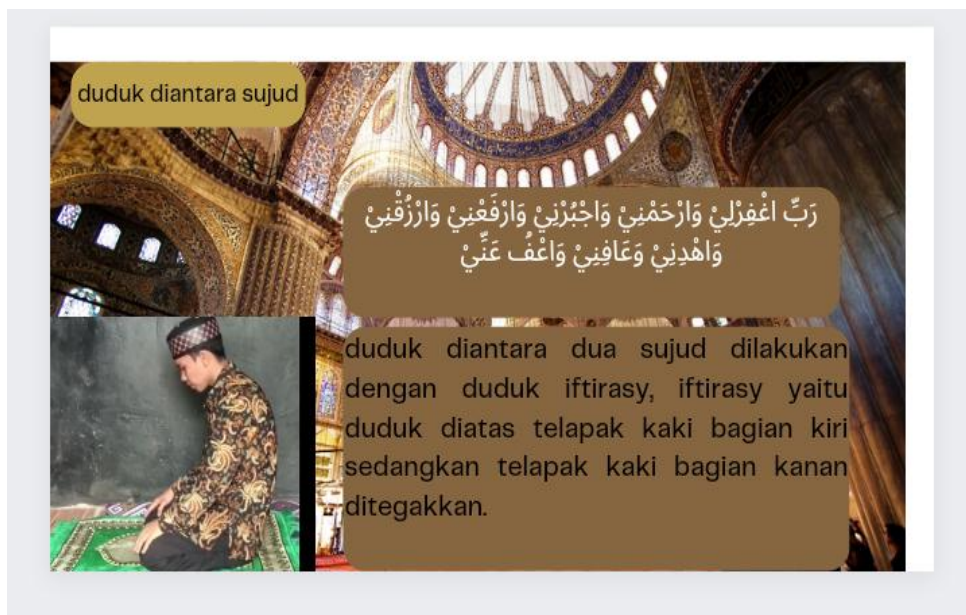 duduk diantara sujud
رَبِّ اغْفِرْلِيْ وَارْحَمْنِيْ وَاجْبُرْنِيْ وَارْفَعْنِيْ وَارْزُقْنِيْ
وَاهْدِنِيْ وَعَافِنِيْ وَاعْفُ عَنِّيْ
duduk diantara dua sujud dilakukan
dengan duduk iftirasy, iftirasy yaitu
duduk diatas telapak kaki bagian kiri
sedangkan telapak kaki bagian kanan
ditegakkan.